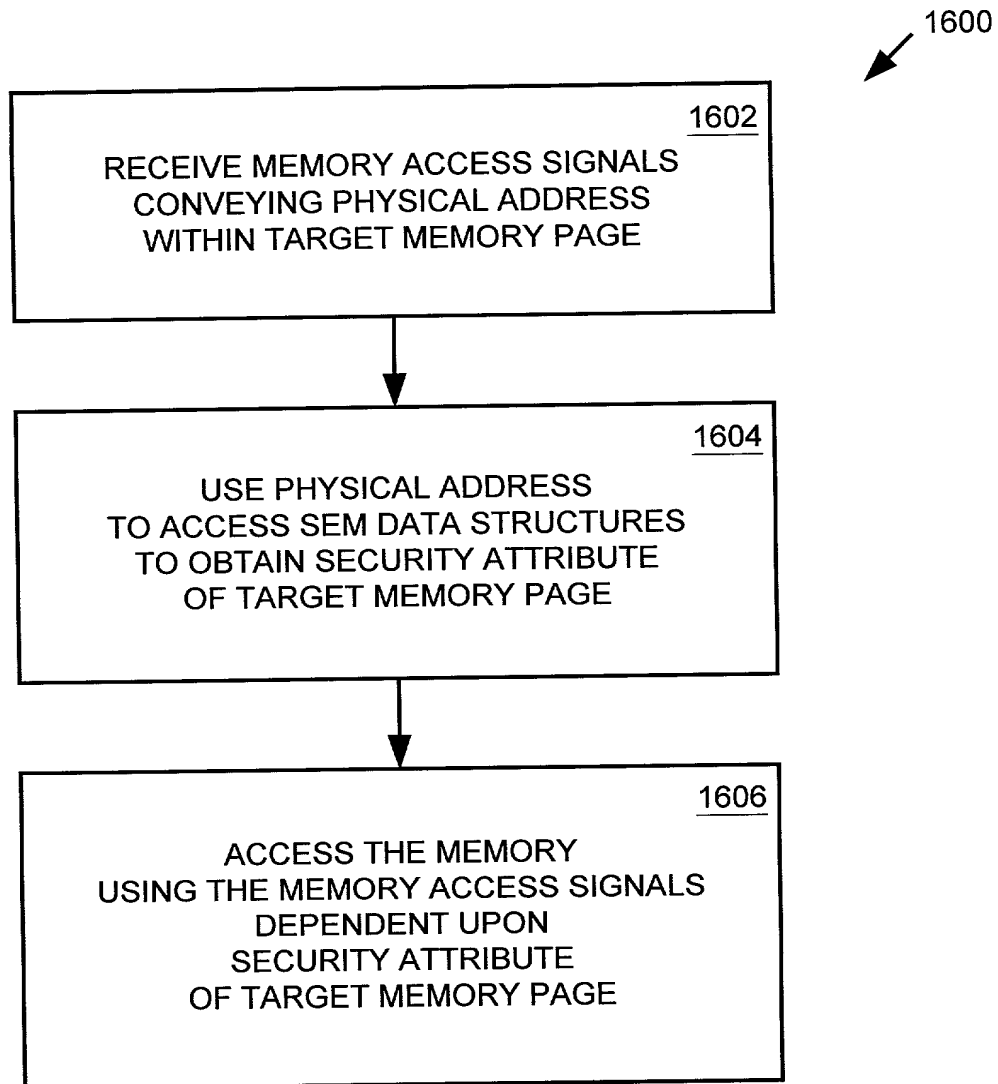 1600
1602
RECEIVE MEMORY ACCESS SIGNALS
CONVEYING PHYSICAL ADDRESS
WITHIN TARGET MEMORY PAGE
1604
USE PHYSICAL ADDRESS
TO ACCESS SEM DATA STRUCTURES
TO OBTAIN SECURITY ATTRIBUTE
OF TARGET MEMORY PAGE
1606
ACCESS THE MEMORY
USING THE MEMORY ACCESS SIGNALS
DEPENDENT UPON
SECURITY ATTRIBUTE
OF TARGET MEMORY PAGE